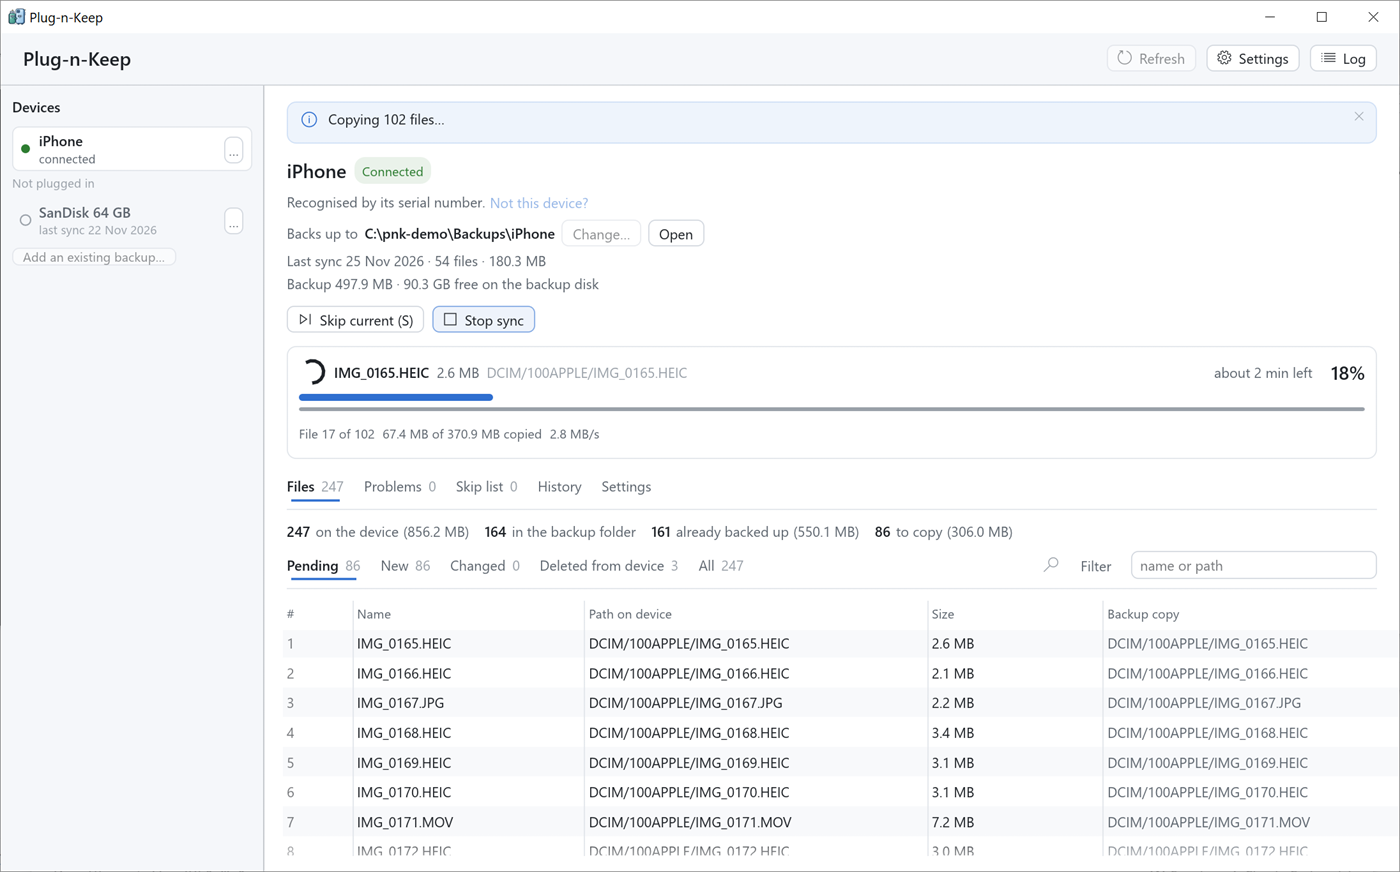 Plug-n-Keep
Plug-n-Keep
Refresh
Settings
Log
Devices
iPhone
connected
...
Not plugged in
SanDisk 64 GB
last sync 22 Nov 2026
...
Add an existing backup...
Copying 102 files...
iPhone Connected
Recognised by its serial number. Not this device?
Backs up to C:\pnk-demo\Backups\iPhone Change... Open
Last sync 25 Nov 2026 · 54 files · 180.3 MB
Backup 497.9 MB · 90.3 GB free on the backup disk
Skip current (S) Stop sync
IMG_0165.HEIC 2.6 MB DCIM/100APPLE/IMG_0165.HEIC about 2 min left 18%
File 17 of 102 67.4 MB of 370.9 MB copied 2.8 MB/s
Files 247 Problems 0 Skip list 0 History Settings
247 on the device (856.2 MB) 164 in the backup folder 161 already backed up (550.1 MB) 86 to copy (306.0 MB)
Pending 86 New 86 Changed 0 Deleted from device 3 All 247 Filter name or path
# Name Path on device Size Backup copy
1 IMG_0165.HEIC DCIM/100APPLE/IMG_0165.HEIC 2.6 MB DCIM/100APPLE/IMG_0165.HEIC
2 IMG_0166.HEIC DCIM/100APPLE/IMG_0166.HEIC 2.1 MB DCIM/100APPLE/IMG_0166.HEIC
3 IMG_0167.JPG DCIM/100APPLE/IMG_0167.JPG 2.2 MB DCIM/100APPLE/IMG_0167.JPG
4 IMG_0168.HEIC DCIM/100APPLE/IMG_0168.HEIC 3.4 MB DCIM/100APPLE/IMG_0168.HEIC
5 IMG_0169.HEIC DCIM/100APPLE/IMG_0169.HEIC 3.1 MB DCIM/100APPLE/IMG_0169.HEIC
6 IMG_0170.HEIC DCIM/100APPLE/IMG_0170.HEIC 3.1 MB DCIM/100APPLE/IMG_0170.HEIC
7 IMG_0171.MOV DCIM/100APPLE/IMG_0171.MOV 7.2 MB DCIM/100APPLE/IMG_0171.MOV
8 IMG_0172.HEIC DCIM/100APPLE/IMG_0172.HEIC 3.0 MB DCIM/100APPLE/IMG_0172.HEIC